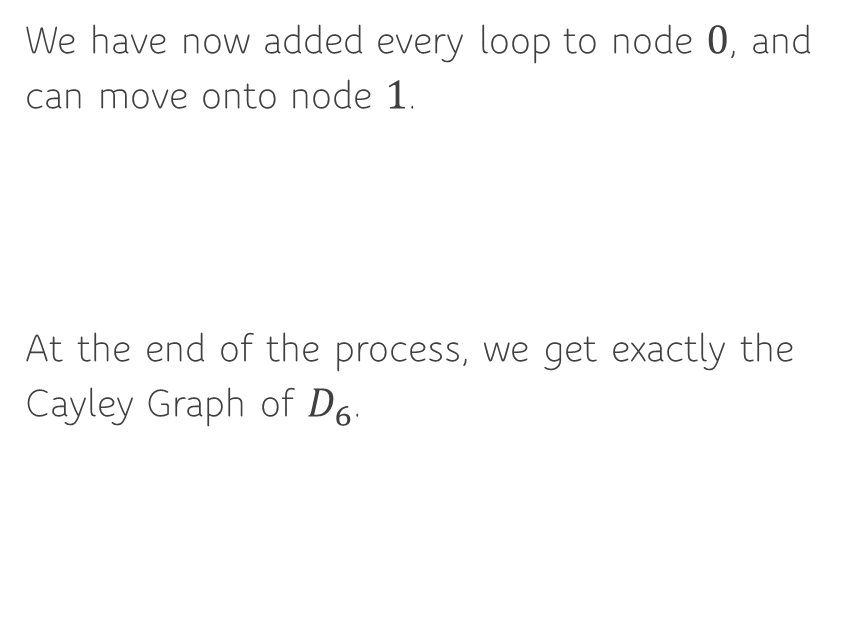 We have now added every loop to node 0, and
can move onto node 1.
At the end of the process, we get exactly the
Cayley Graph of D₆.